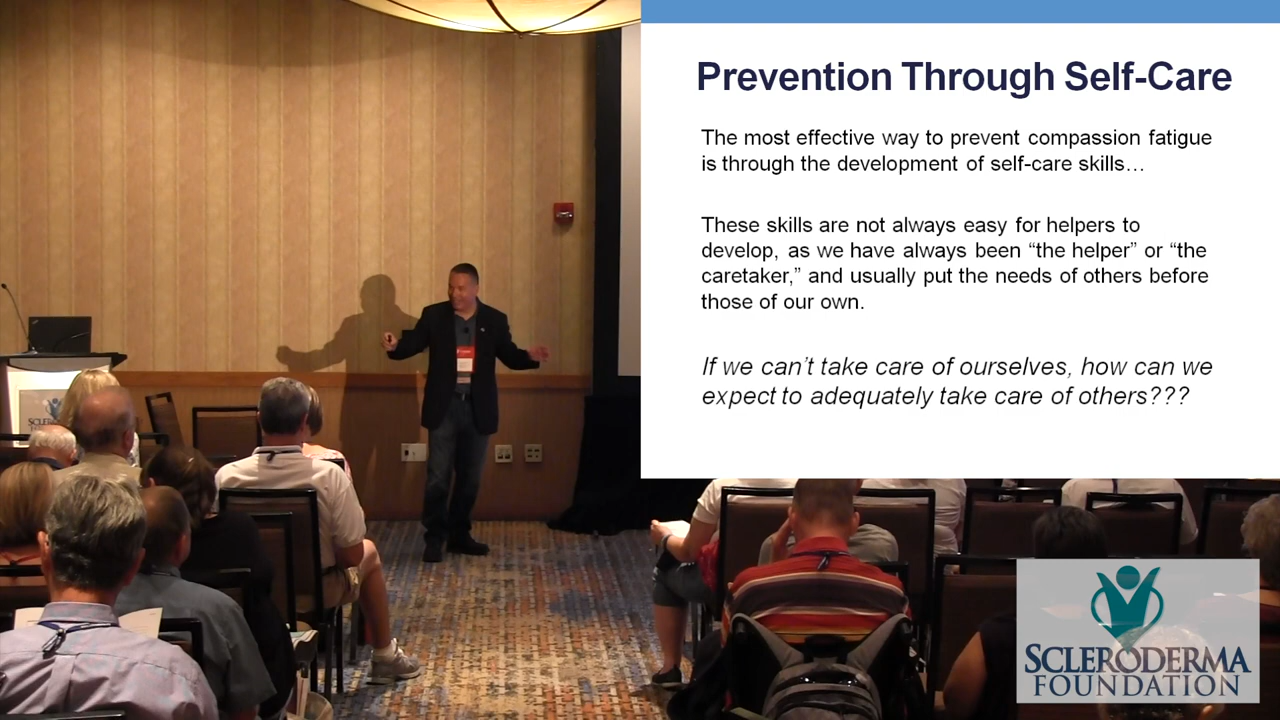 Prevention Through Self-Care
The most effective way to prevent compassion fatigue
is through the development of self-care skills…
These skills are not always easy for helpers to
develop, as we have always been “the helper” or “the
caretaker,” and usually put the needs of others before
those of our own.
If we can’t take care of ourselves, how can we
expect to adequately take care of others???
SCLERODERMA
FOUNDATION